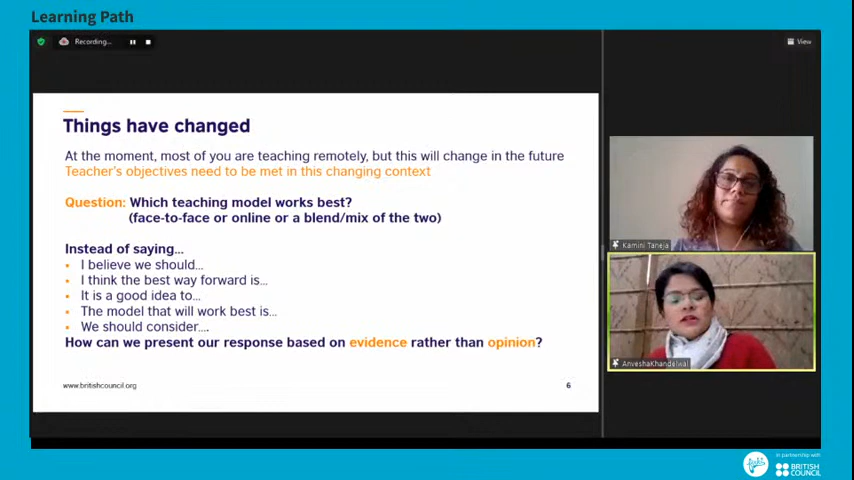 Learning Path
Recording...
View
Things have changed
At the moment, most of you are teaching remotely, but this will change in the future
Teacher's objectives need to be met in this changing context
Question: Which teaching model works best?
(face-to-face or online or a blend/mix of the two)
Instead of saying...
• I believe we should...
• I think the best way forward is...
• It is a good idea to...
• The model that will work best is...
• We should consider....
How can we present our response based on evidence rather than opinion?
www.britishcouncil.org
6
Kamini Taneja
AnveshaKhandelwal
in partnership with
BRITISH
COUNCIL